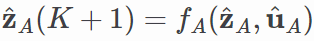 ẑ_A(K + 1) = f_A(ẑ_A, û_A)